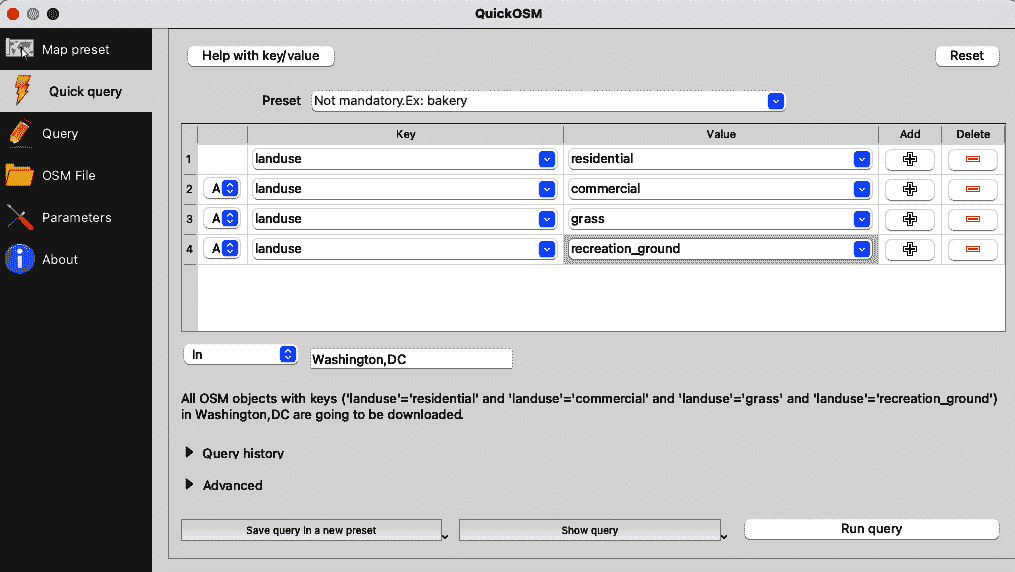 QuickOSM
Map preset
Quick query
Query
OSM File
Parameters
About
Help with key/value
Reset
Preset
Not mandatory.Ex: bakery
Key Value Add Delete
1 landuse residential
2 A landuse commercial
3 A landuse grass
4 A landuse recreation_ground
In Washington,DC
All OSM objects with keys ('landuse'='residential' and 'landuse'='commercial' and 'landuse'='grass' and 'landuse'='recreation_ground')
in Washington,DC are going to be downloaded.
Query history
Advanced
Save query in a new preset Show query Run query